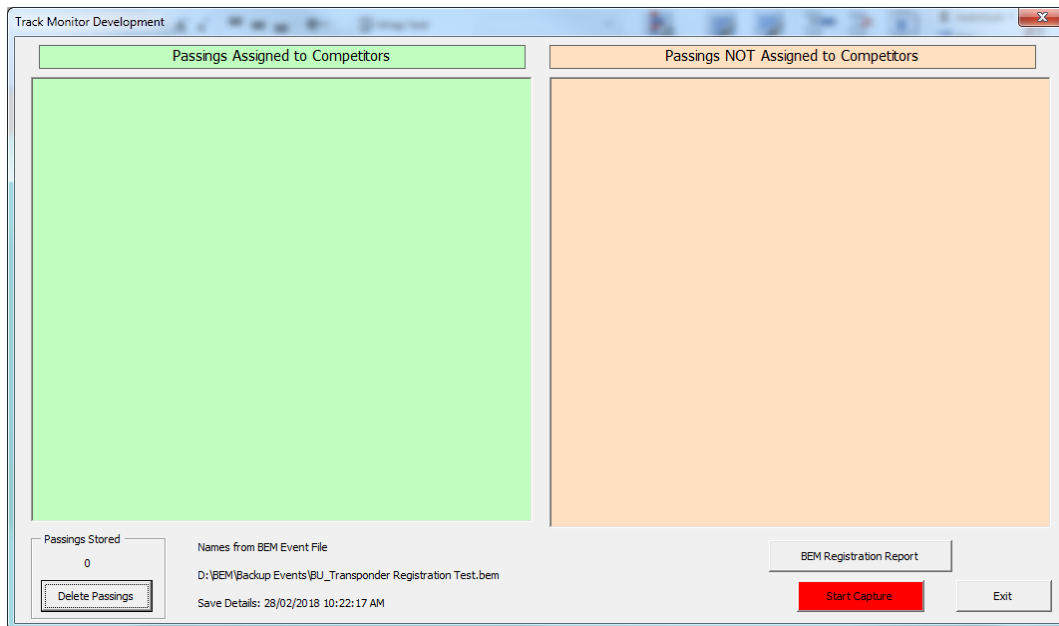 Track Monitor Development
Wrap Text
Passings Assigned to Competitors
Passings NOT Assigned to Competitors
Passings Stored
0
Delete Passings
Names from BEM Event File
D:\BEM\Backup Events\BU_Transponder Registration Test.bem
Save Details: 28/02/2018 10:22:17 AM
BEM Registration Report
Start Capture
Exit